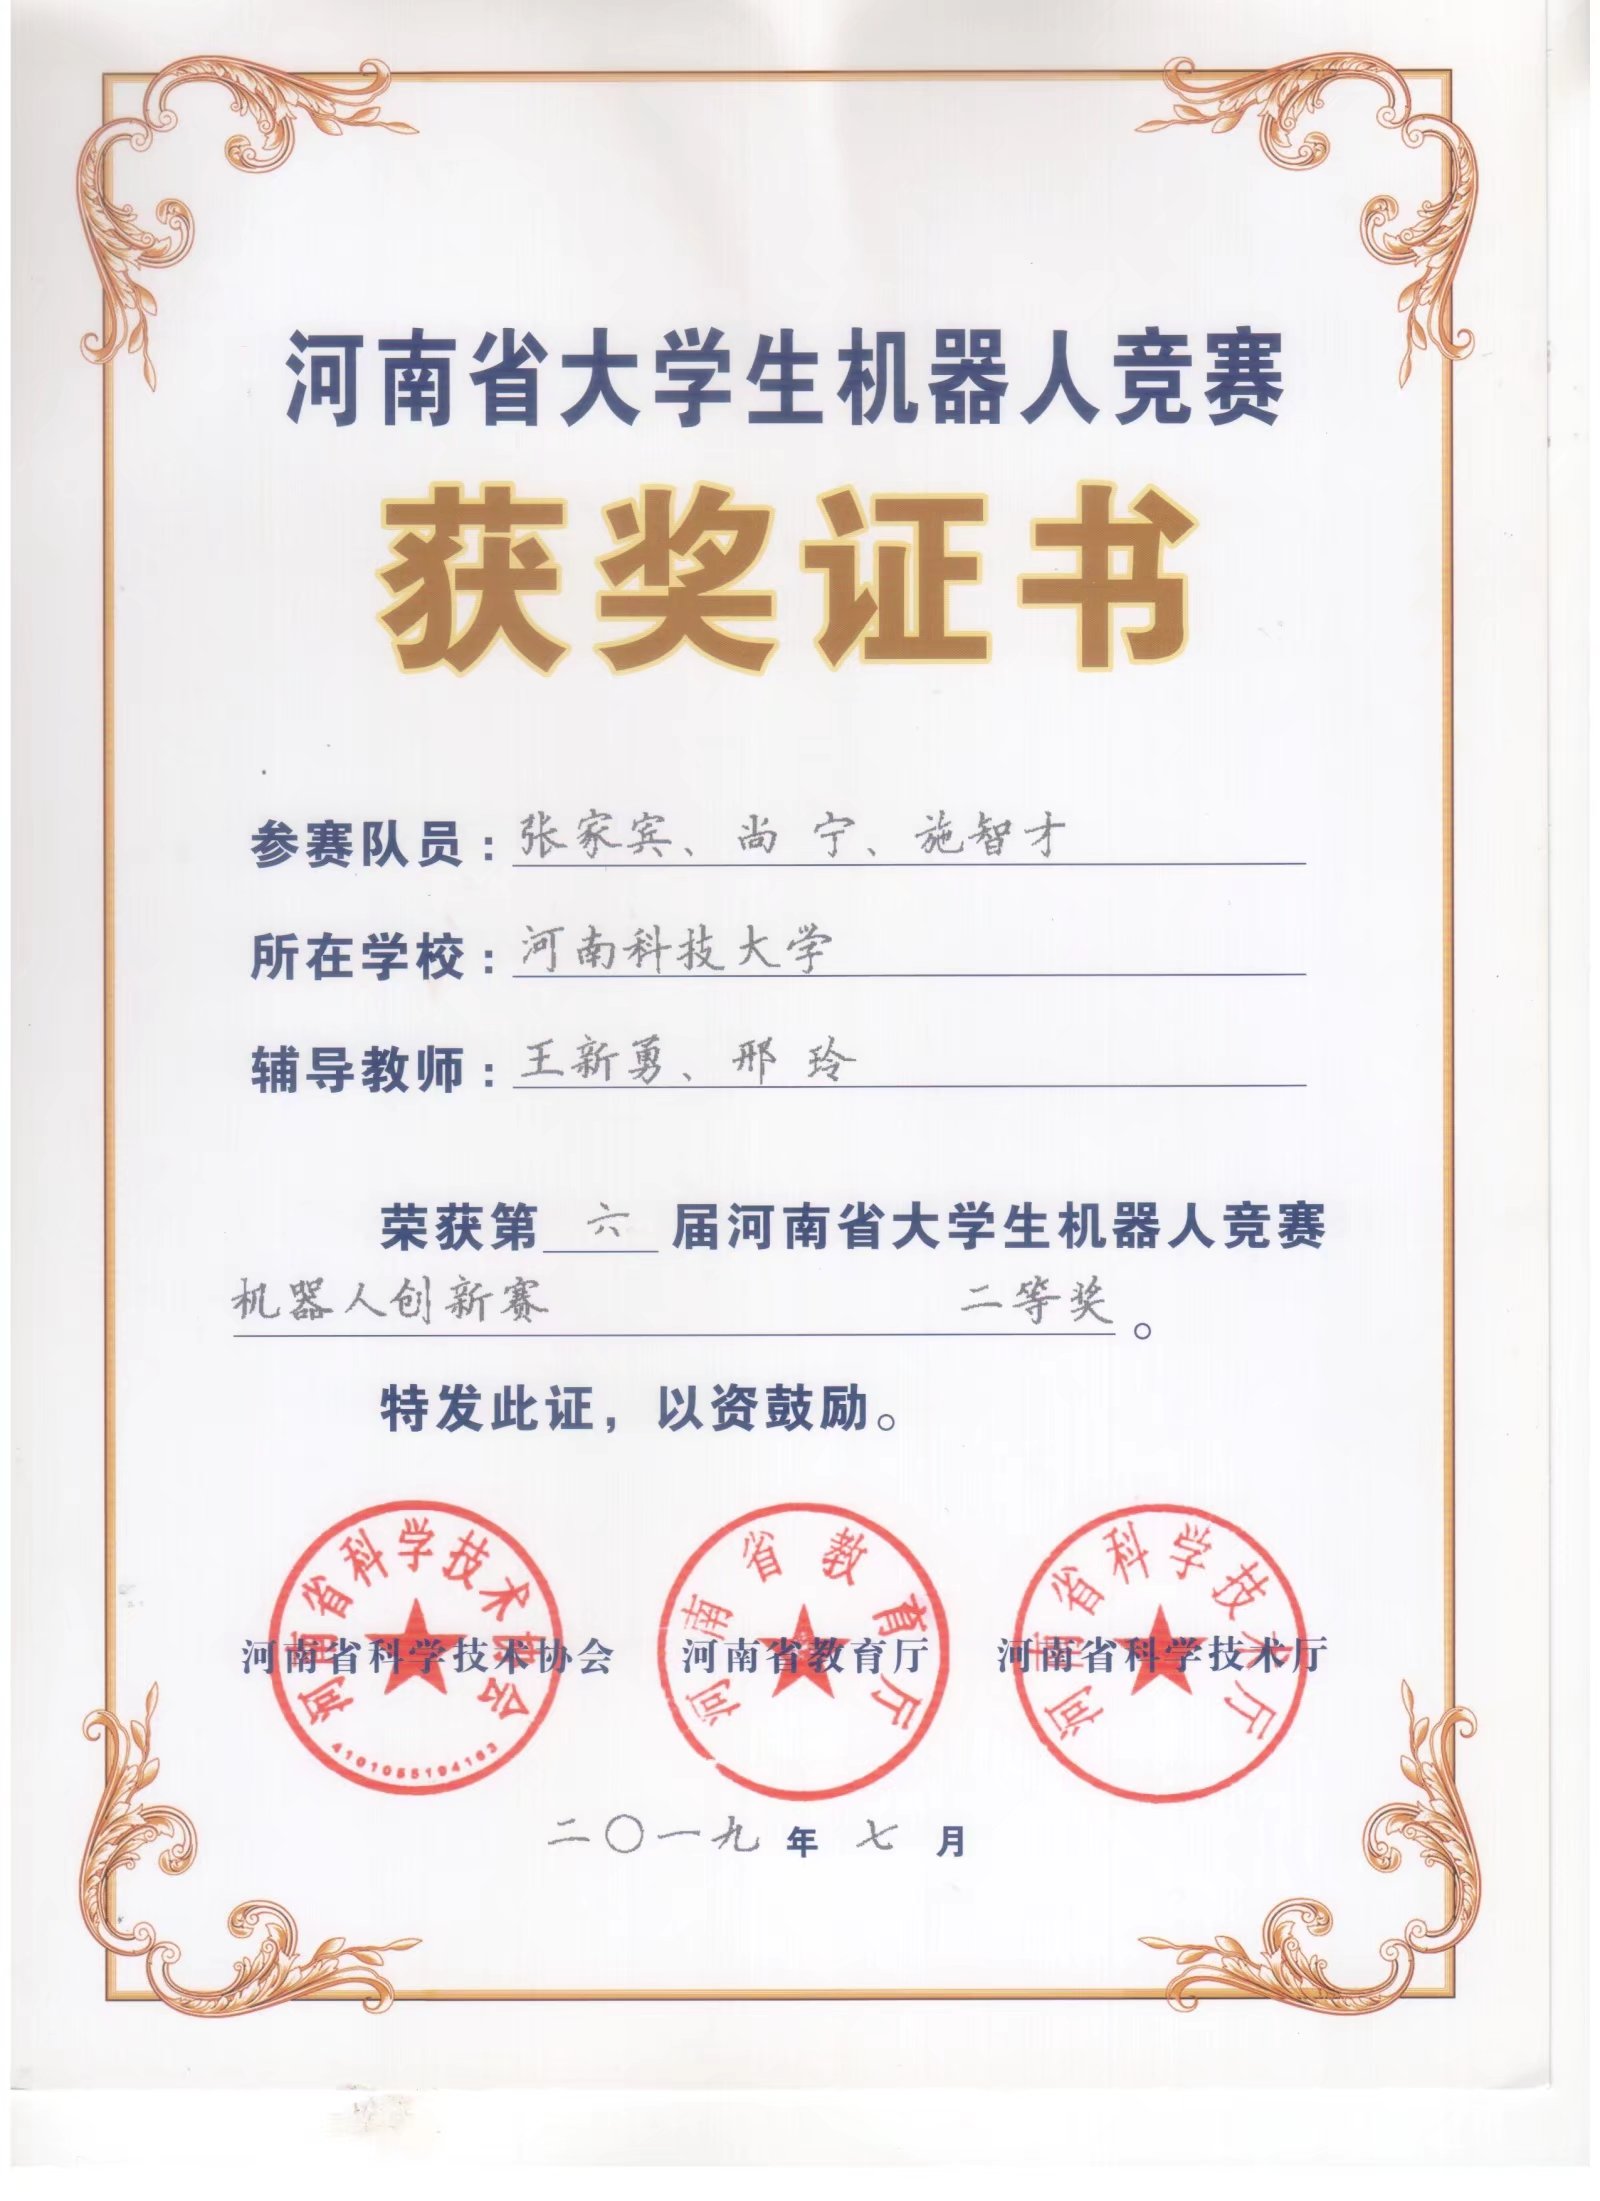 河南省大学生机器人竞赛
获奖证书
参赛队员：张家宾、尚 宁、施智才
所在学校：河南科技大学
辅导教师：王新勇、邢 玲
荣获第 六 届河南省大学生机器人竞赛
机器人创新赛 二等奖。
特发此证，以资鼓励。
河南省科学技术协会
河南省教育厅
河南省科学技术厅
河南省科学技术协会 河南省教育厅 河南省科学技术厅
4101055194163
二〇一九 年 七 月